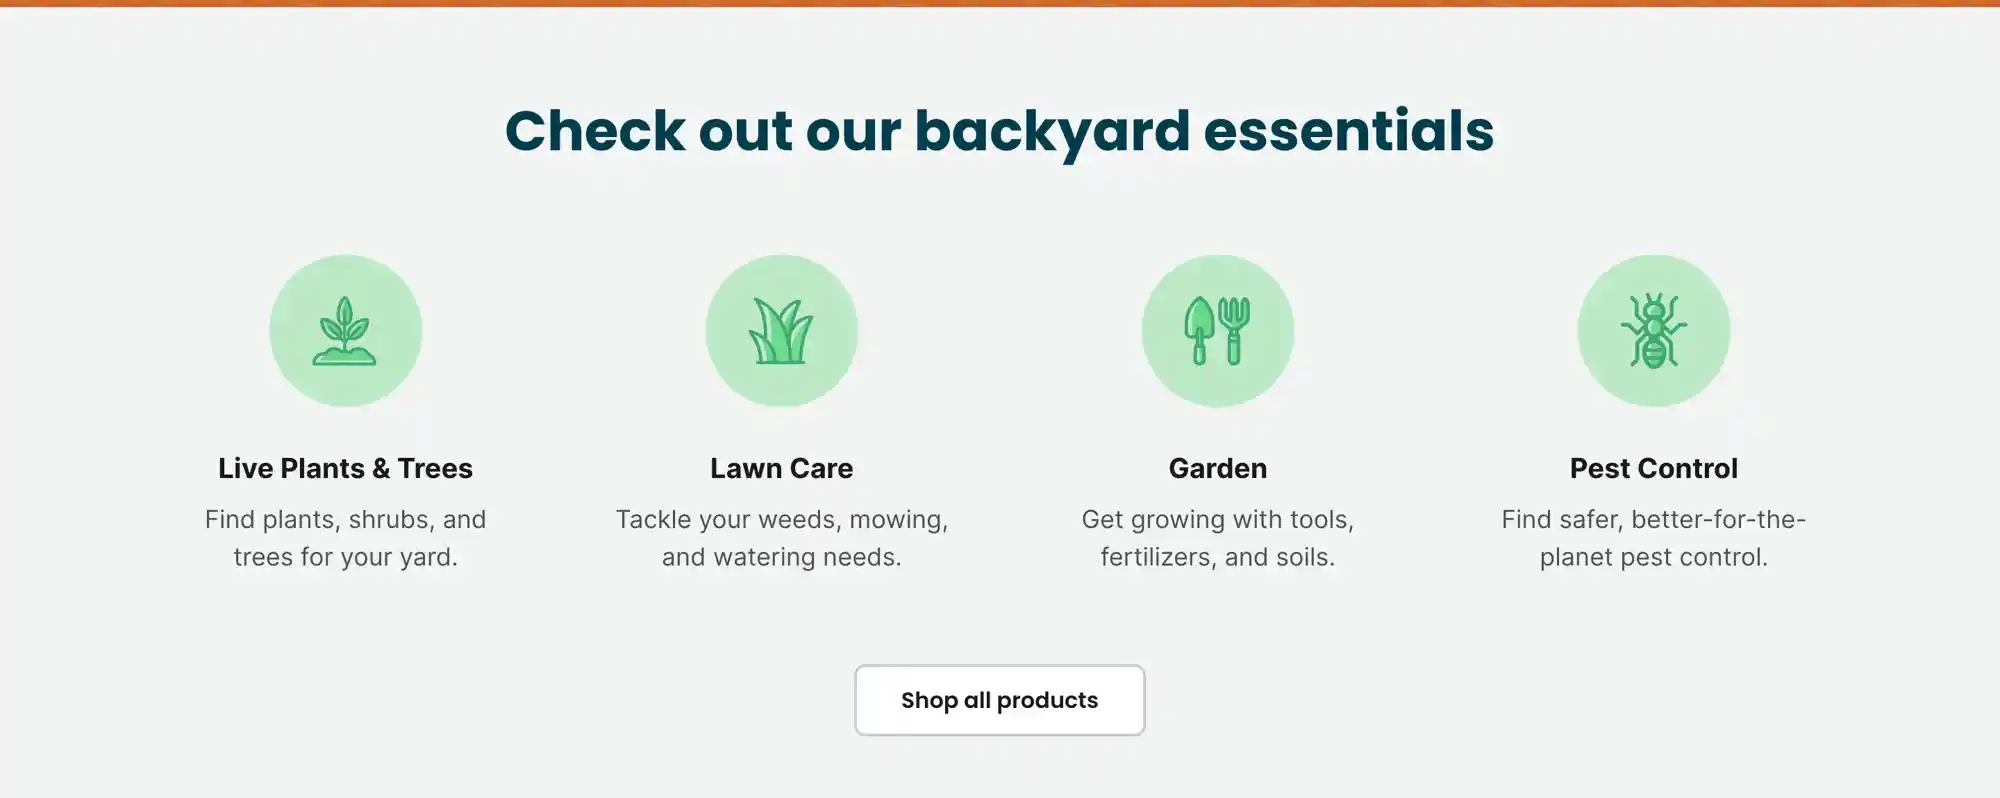 Check out our backyard essentials
Live Plants & Trees
Find plants, shrubs, and
trees for your yard.
Lawn Care
Tackle your weeds, mowing,
and watering needs.
Garden
Get growing with tools,
fertilizers, and soils.
Pest Control
Find safer, better-for-the-
planet pest control.
Shop all products